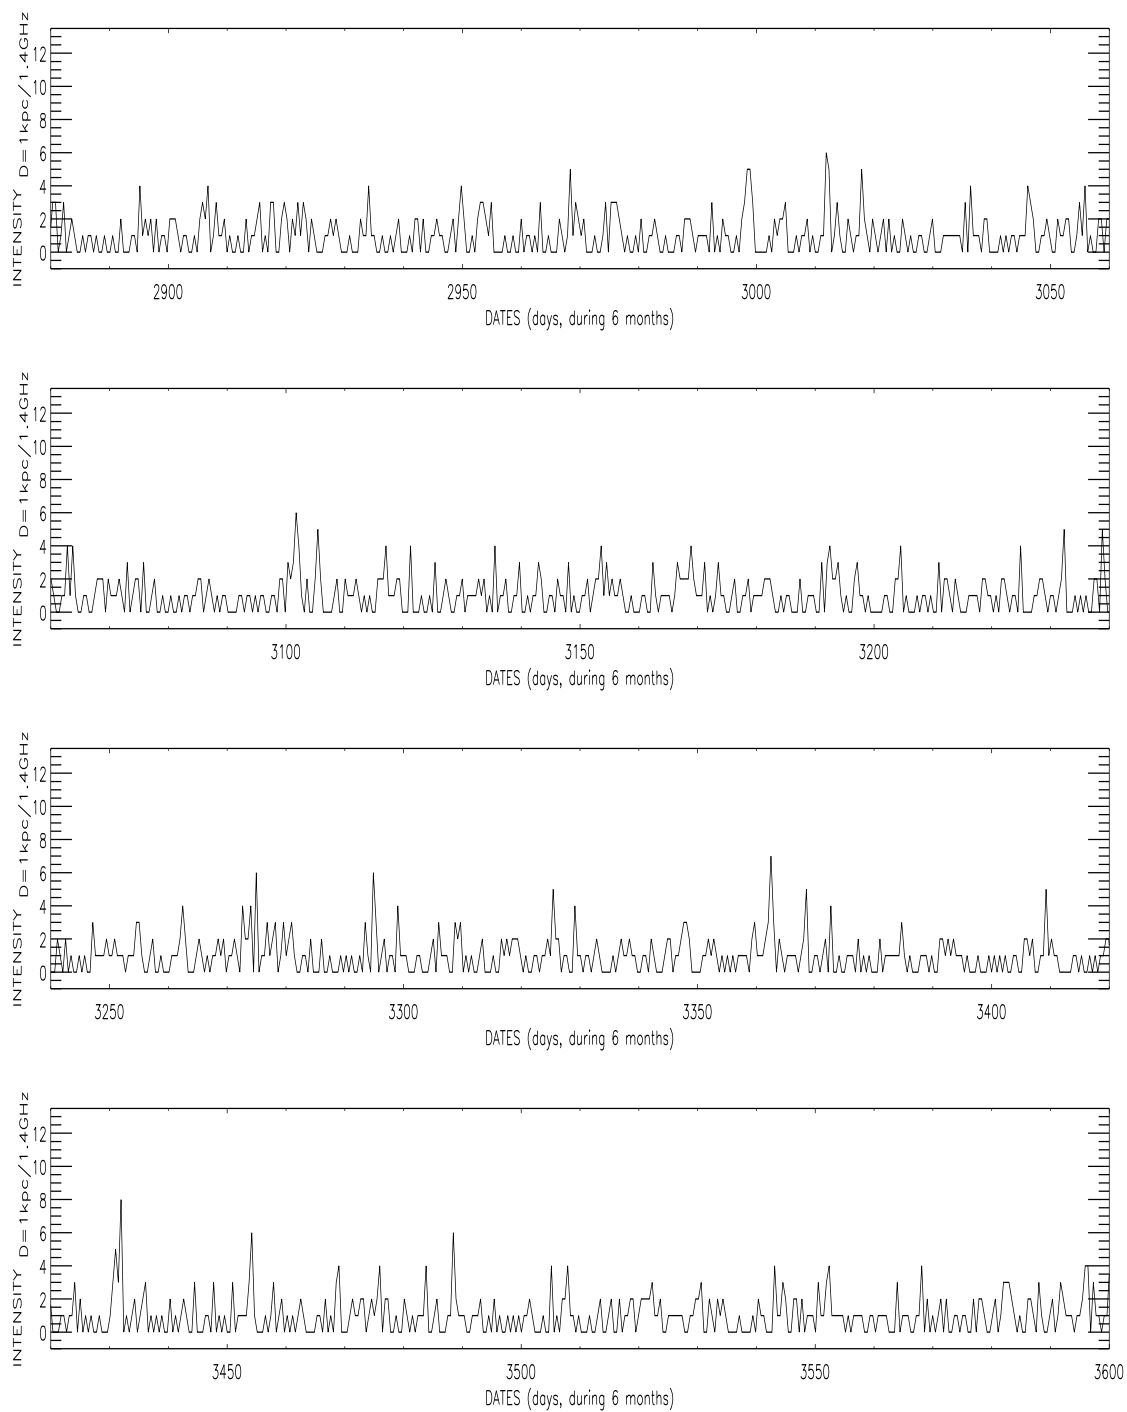 INTENSITY D=1kpc/1.4GHz
12
10
8
6
4
2
0
2900 2950 3000 3050
DATES (days, during 6 months)
INTENSITY D=1kpc/1.4GHz
12
10
8
6
4
2
0
3100 3150 3200
DATES (days, during 6 months)
INTENSITY D=1kpc/1.4GHz
12
10
8
6
4
2
0
3250 3300 3350 3400
DATES (days, during 6 months)
INTENSITY D=1kpc/1.4GHz
12
10
8
6
4
2
0
3450 3500 3550 3600
DATES (days, during 6 months)